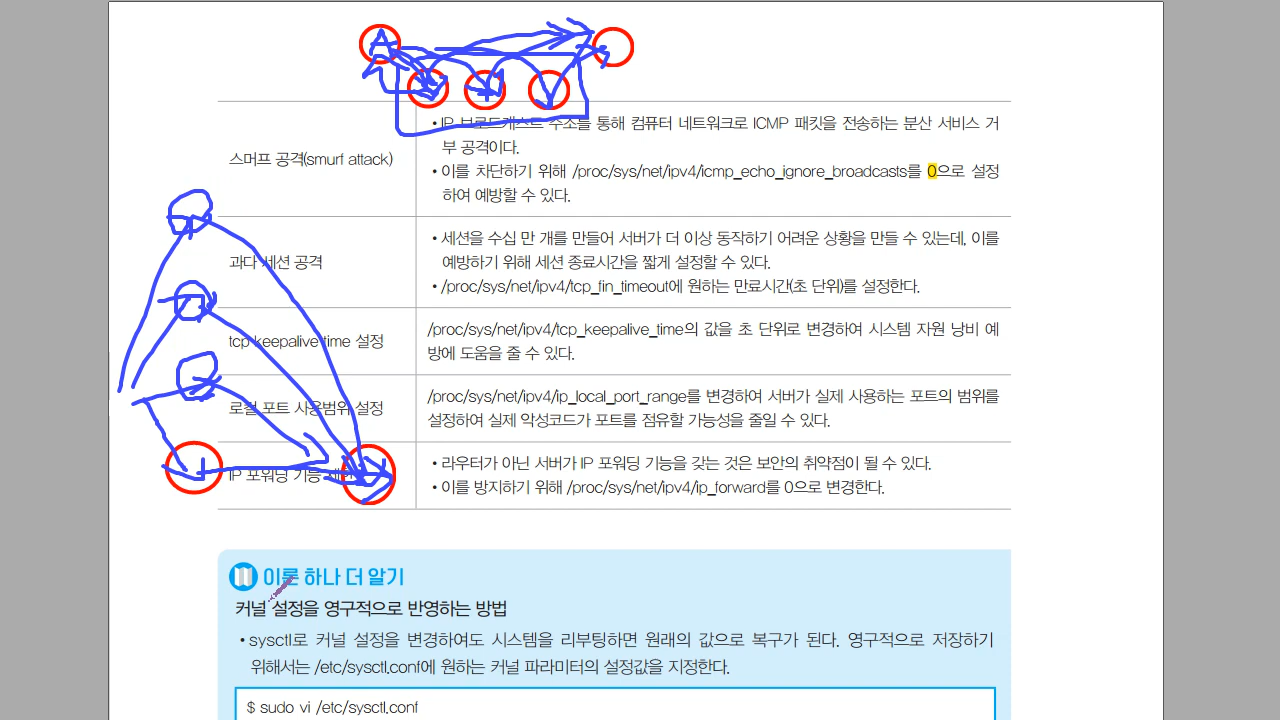 A
• IP 브로드캐스트 주소를 통해 컴퓨터 네트워크로 ICMP 패킷을 전송하는 분산 서비스 거
부 공격이다.
스머프 공격(smurf attack)
• 이를 차단하기 위해 /proc/sys/net/ipv4/icmp_echo_ignore_broadcasts를 0으로 설정
하여 예방할 수 있다.
• 세션을 수십 만 개를 만들어 서버가 더 이상 동작하기 어려운 상황을 만들 수 있는데, 이를
과다 세션 공격
예방하기 위해 세션 종료시간을 짧게 설정할 수 있다.
• /proc/sys/net/ipv4/tcp_fin_timeout에 원하는 만료시간(초 단위)를 설정한다.
/proc/sys/net/ipv4/tcp_keepalive_time의 값을 초 단위로 변경하여 시스템 자원 낭비 예
tcp keepalive time 설정
방에 도움을 줄 수 있다.
/proc/sys/net/ipv4/ip_local_port_range를 변경하여 서버가 실제 사용하는 포트의 범위를
로컬 포트 사용범위 설정
설정하여 실제 악성코드가 포트를 점유할 가능성을 줄일 수 있다.
• 라우터가 아닌 서버가 IP 포워딩 기능을 갖는 것은 보안의 취약점이 될 수 있다.
IP 포워딩 기능
• 이를 방지하기 위해 /proc/sys/net/ipv4/ip_forward를 0으로 변경한다.
이론 하나 더 알기
커널 설정을 영구적으로 반영하는 방법
• sysctl로 커널 설정을 변경하여도 시스템을 리부팅하면 원래의 값으로 복구가 된다. 영구적으로 저장하기
위해서는 /etc/sysctl.conf에 원하는 커널 파라미터의 설정값을 지정한다.
$ sudo vi /etc/sysctl.conf